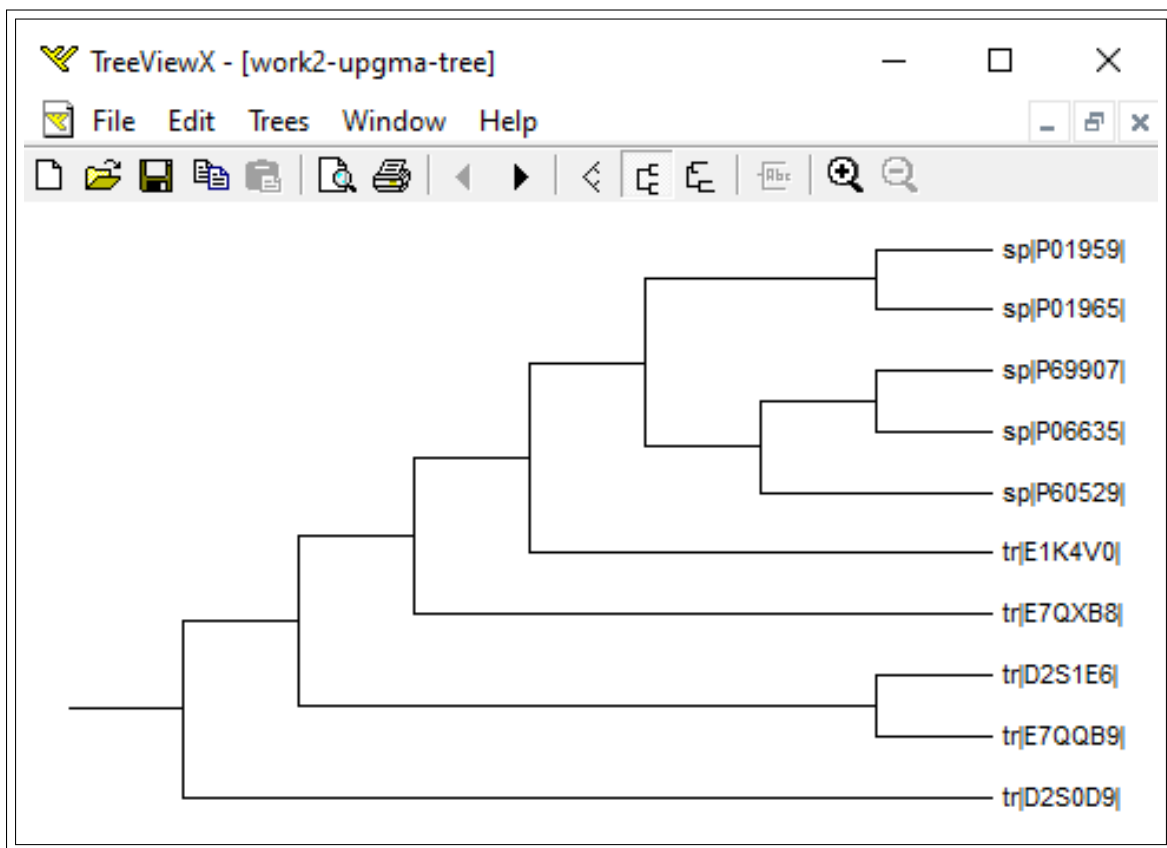 TreeViewX - [work2-upgma-tree]
File Edit Trees Window Help
Abc
sp|P01959|
sp|P01965|
sp|P69907|
sp|P06635|
sp|P60529|
tr|E1K4V0|
tr|E7QXB8|
tr|D2S1E6|
tr|E7QQB9|
tr|D2S0D9|